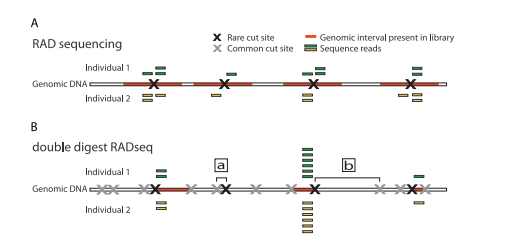 A
RAD sequencing
Rare cut site
Genomic interval present in library
Common cut site
Sequence reads
Individual 1
Genomic DNA
Individual 2
B
double digest RADseq
a
b
Individual 1
Genomic DNA
Individual 2